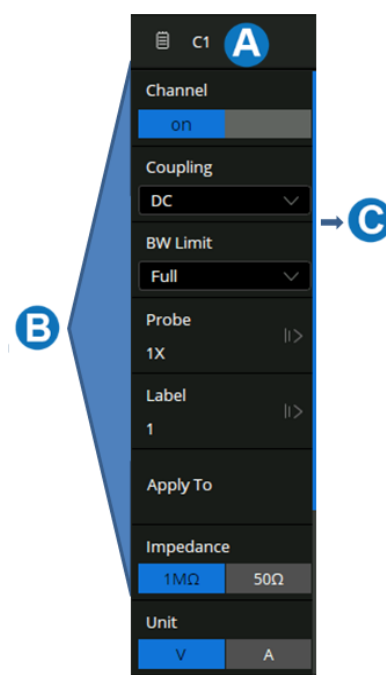 C1 A
Channel
on
Coupling
DC
C
BW Limit
Full
B
Probe
1X
Label
1
Apply To
Impedance
1MΩ 50Ω
Unit
V A